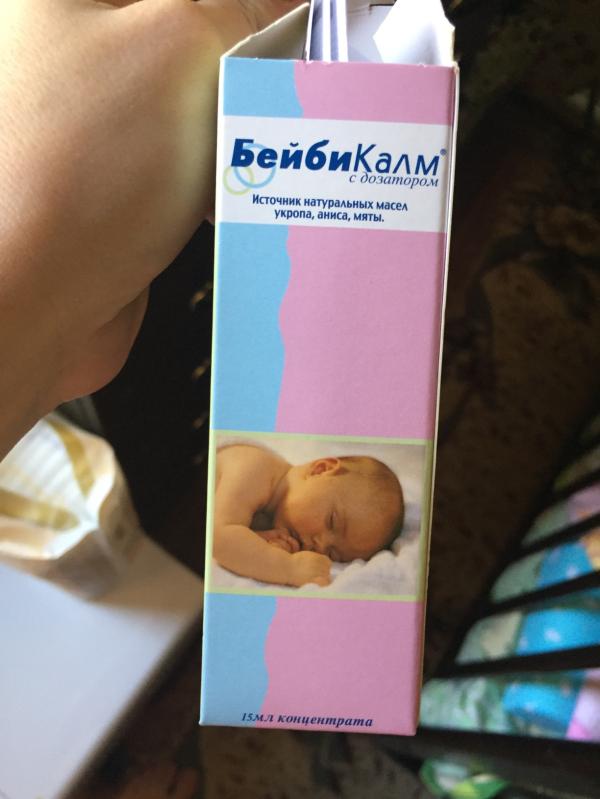 БейбиКалм®
с дозатором
Источник натуральных масел
укропа, аниса, мяты.
15мл концентрата